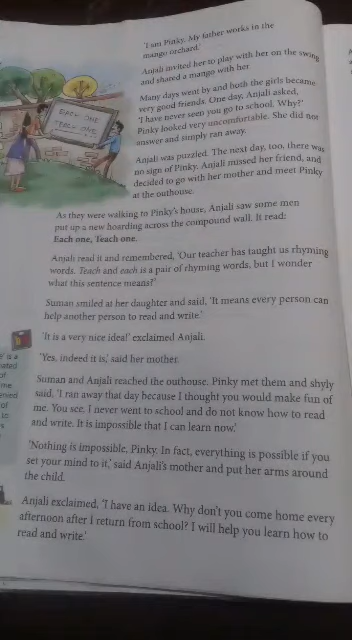 'I am Pinky. My father works in the
mango orchard.'
Anjali invited her to play with her on the swing
and shared a mango with her
Many days went by and both the girls became
very good friends. One day, Anjali asked,
'I have never seen you go to school. Why?'
Pinky looked very uncomfortable. She did not
answer and simply ran away.
Anjali was puzzled. The next day, too, there was
no sign of Pinky. Anjali missed her friend, and
decided to go with her mother and meet Pinky
at the outhouse.
EACH ONE
TEACH ONE
As they were walking to Pinky's house, Anjali saw some men
put up a new hoarding across the compound wall. It read:
Each one, Teach one.
Anjali read it and remembered, 'Our teacher has taught us rhyming
words. Teach and each is a pair of rhyming words, but I wonder
what this sentence means?'
Suman smiled at her daughter and said, 'It means every person can
help another person to read and write.'
'It is a very nice idea!' exclaimed Anjali.
'Yes, indeed it is,' said her mother.
Suman and Anjali reached the outhouse. Pinky met them and shyly
said, 'I ran away that day because I thought you would make fun of
me. You see, I never went to school and do not know how to read
and write. It is impossible that I can learn now.'
'Nothing is impossible, Pinky. In fact, everything is possible if you
set your mind to it,' said Anjali's mother and put her arms around
the child.
Anjali exclaimed, 'I have an idea. Why don't you come home every
afternoon after I return from school? I will help you learn how to
read and write.'
is a
of
me
of